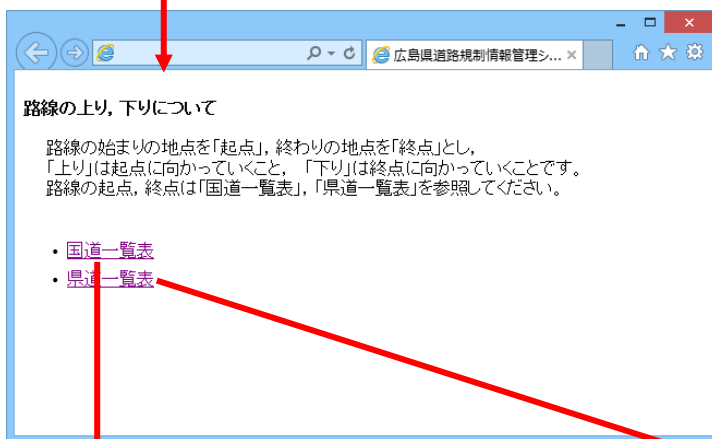 広島県道路規制情報管理シ...
路線の上り，下りについて
路線の始まりの地点を「起点」，終わりの地点を「終点」とし，
「上り」は起点に向かっていくこと，　「下り」は終点に向かっていくことです。
路線の起点，終点は「国道一覧表」，「県道一覧表」を参照してください。
・国道一覧表
・県道一覧表